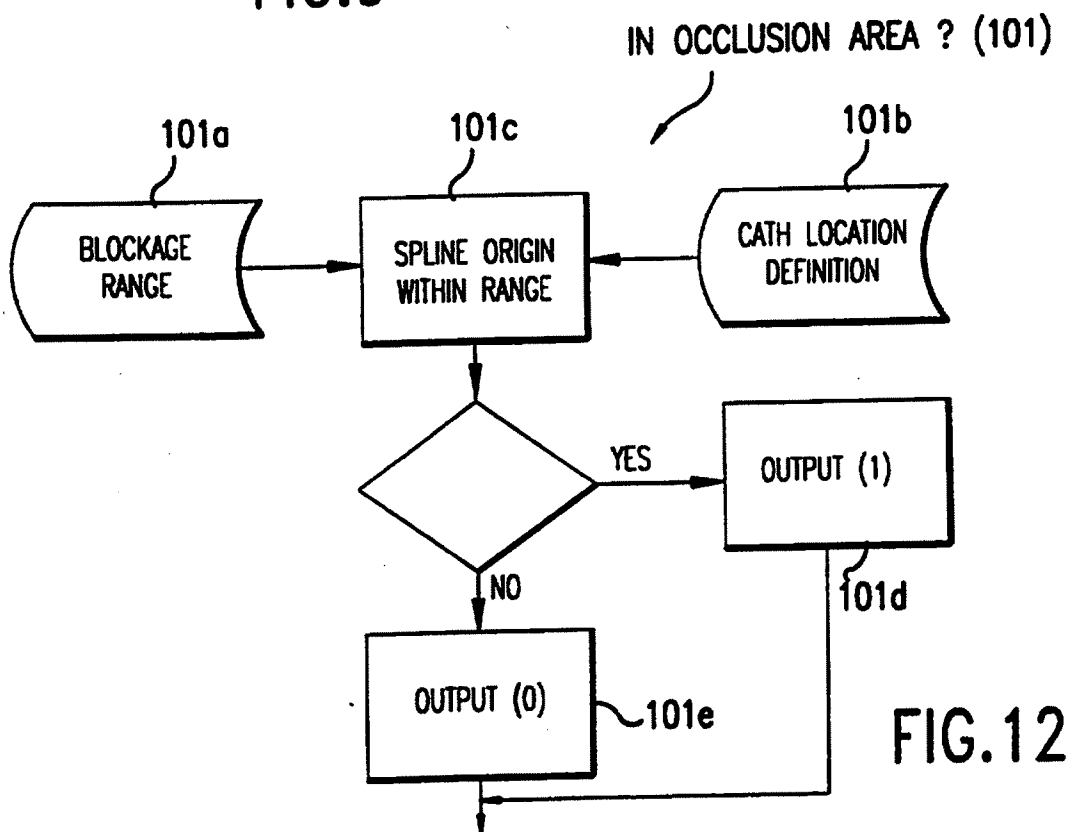 IN OCCLUSION AREA ? (101)
101a
101c
101b
BLOCKAGE
RANGE
SPLINE ORIGIN
WITHIN RANGE
CATH LOCATION
DEFINITION
YES
OUTPUT (1)
NO
101d
OUTPUT (0)
101e
FIG.12